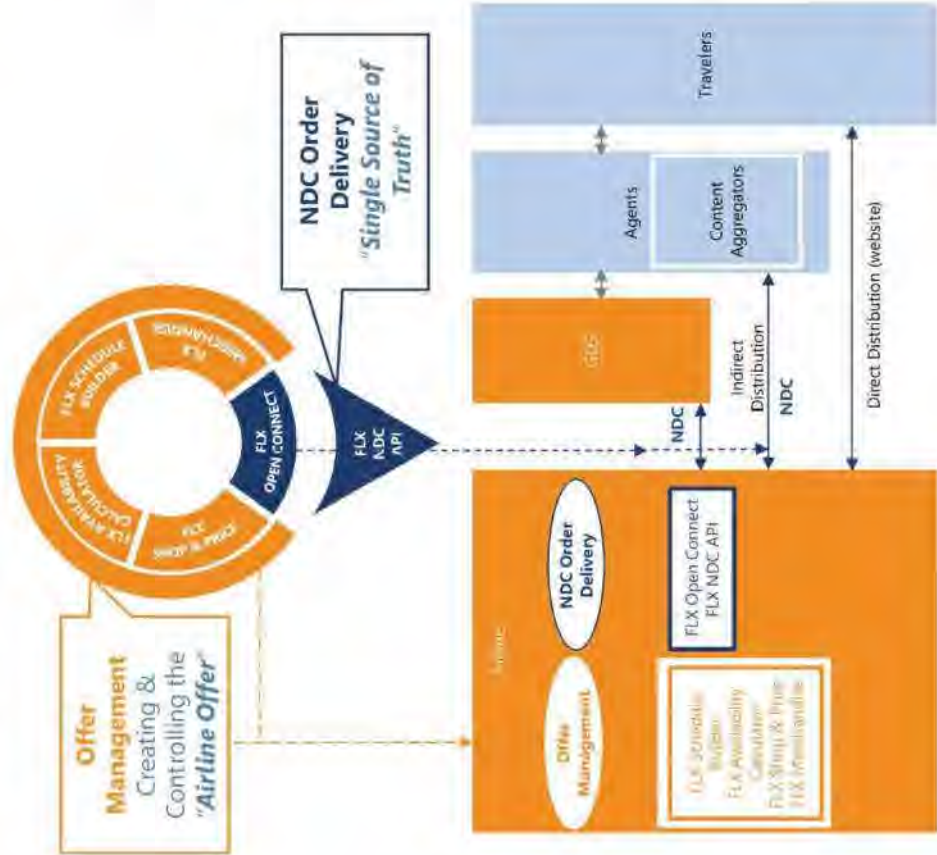 Offer
Management
Creating &
Controlling the
"Airline Offer"
FLX AVAILABILITY
CALCULATOR
FLX SCHEDULE
BUILDER
FLX
MERCHANDISE
FLX
SHOP & PRICE
FLX
OPEN CONNECT
FLX
NDC
API
NDC Order
Delivery
"Single Source of
Truth"
Airline
Offer
Management
NDC Order
Delivery
FLX Schedule
Builder
FLX Availability
Calculator
FLX Shop & Price
FLX Merchandise
FLX Open Connect
FLX NDC API
NDC
GDS
Indirect
Distribution
NDC
Agents
Content
Aggregators
Travelers
Direct Distribution (website)